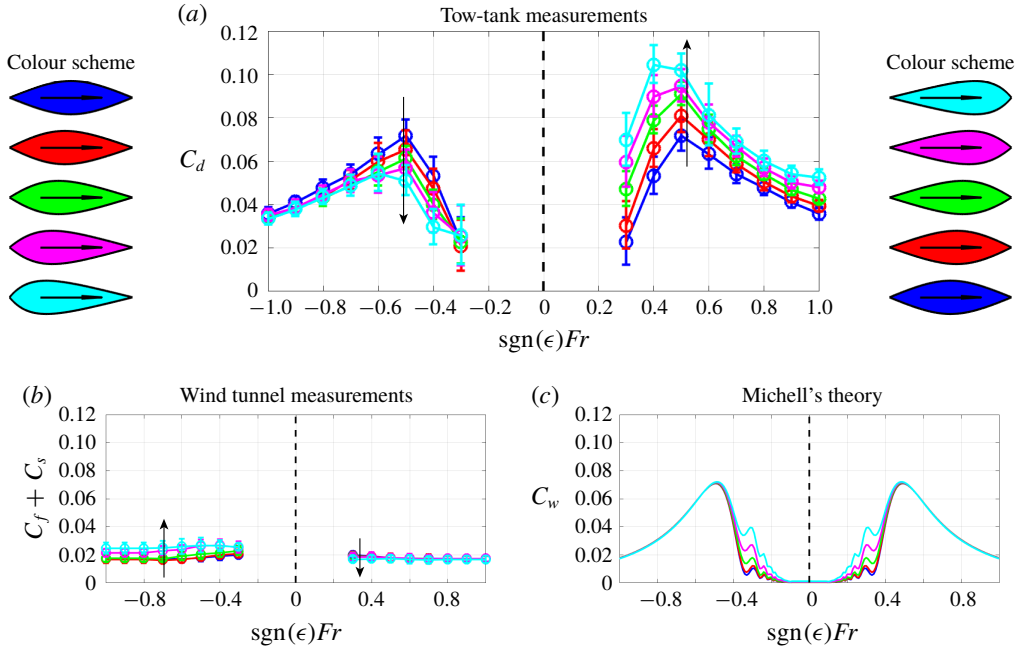 (a) Tow-tank measurements
Colour scheme
Colour scheme
C_d
0.12
0.10
0.08
0.06
0.04
0.02
0
−1.0 −0.8 −0.6 −0.4 −0.2 0 0.2 0.4 0.6 0.8 1.0
sgn(ϵ)Fr
(b) Wind tunnel measurements
C_f + C_s
0.12
0.10
0.08
0.06
0.04
0.02
0
−0.8 −0.4 0 0.4 0.8
sgn(ϵ)Fr
(c) Michell’s theory
C_w
0.12
0.10
0.08
0.06
0.04
0.02
0
−0.8 −0.4 0 0.4 0.8
sgn(ϵ)Fr